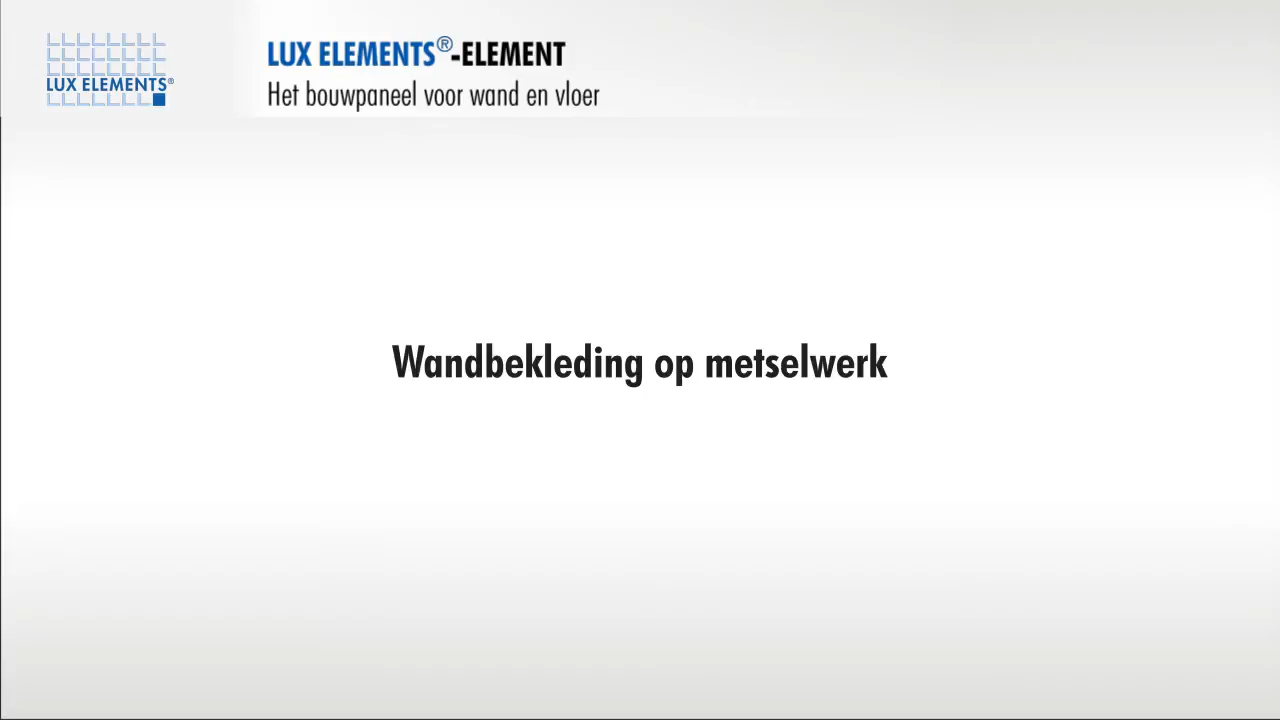 LUX ELEMENTS®
LUX ELEMENTS®-ELEMENT
Het bouwpaneel voor wand en vloer
Wandbekleding op metselwerk